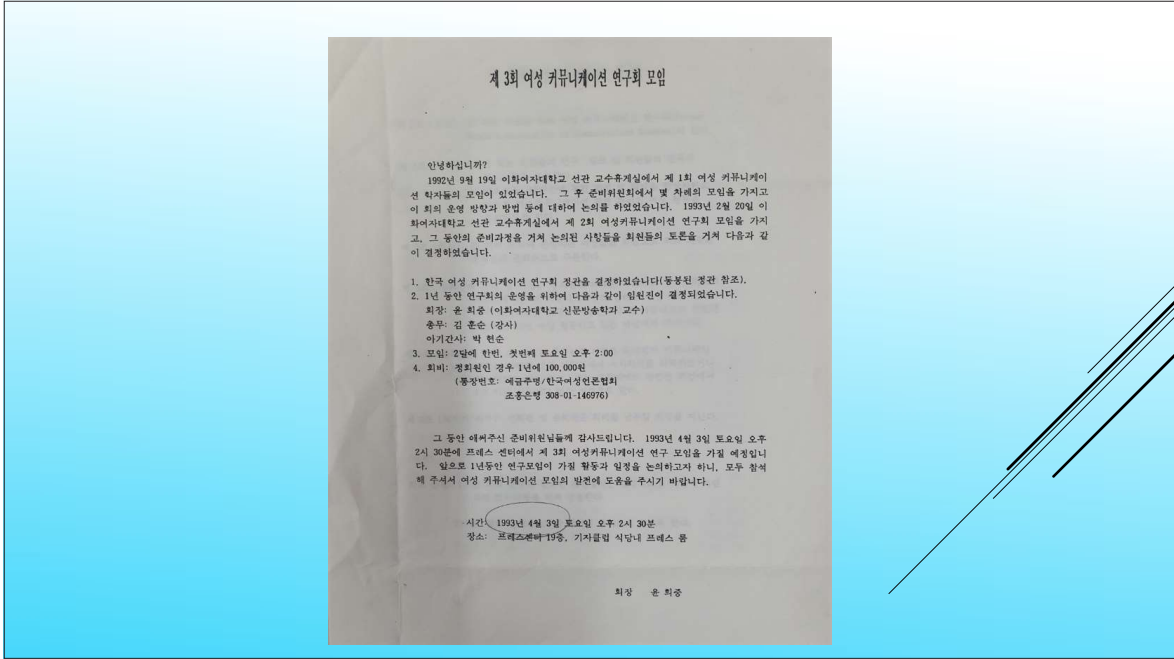 제 3회 여성 커뮤니케이션 연구회 모임
안녕하십니까?
1992년 9월 19일 이화여자대학교 선관 교수휴게실에서 제 1회 여성 커뮤니케이
션 학자들의 모임이 있었습니다. 그 후 준비위원회에서 몇 차례의 모임을 가지고
이 회의 운영 방향과 방법 등에 대하여 논의를 하였었습니다. 1993년 2월 20일 이
화여자대학교 선관 교수휴게실에서 제 2회 여성커뮤니케이션 연구회 모임을 가지
고, 그 동안의 준비과정을 거쳐 논의된 사항들을 회원들의 토론을 거쳐 다음과 같
이 결정하였습니다.
1. 한국 여성 커뮤니케이션 연구회 정관을 결정하였습니다(동봉된 정관 참조).
2. 1년 동안 연구회의 운영을 위하여 다음과 같이 임원진이 결정되었습니다.
회장: 윤 희중 (이화여자대학교 신문방송학과 교수)
총무: 김 훈순 (강사)
아기간사: 박 현순
3. 모임: 2달에 한번, 첫번째 토요일 오후 2:00
4. 회비: 정회원인 경우 1년에 100,000원
(통장번호: 예금주명/한국여성언론협회
조흥은행 308-01-146976)
그 동안 애써주신 준비위원님들께 감사드립니다. 1993년 4월 3일 토요일 오후
2시 30분에 프레스 센터에서 제 3회 여성커뮤니케이션 연구 모임을 가질 예정입니
다. 앞으로 1년동안 연구모임이 가질 활동과 일정을 논의하고자 하니, 모두 참석
해 주셔서 여성 커뮤니케이션 모임의 발전에 도움을 주시기 바랍니다.
시간: 1993년 4월 3일 토요일 오후 2시 30분
장소: 프레스센터 19층, 기자클럽 식당내 프레스 룸
회장 윤 희중